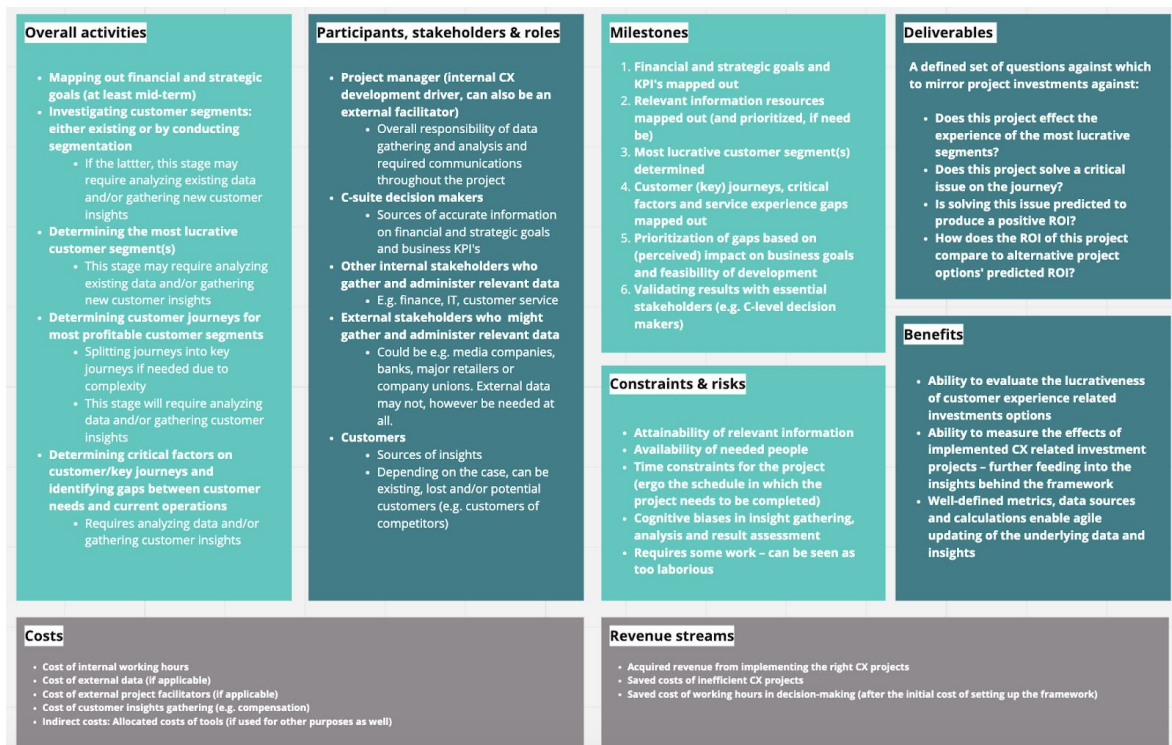 Overall activities
• Mapping out financial and strategic
goals (at least mid-term)
• Investigating customer segments:
either existing or by conducting
segmentation
• If the lattter, this stage may
require analyzing existing data
and/or gathering new customer
insights
• Determining the most lucrative
customer segment(s)
• This stage may require analyzing
existing data and/or gathering
new customer insights
• Determining customer journeys for
most profitable customer segments
• Splitting journeys into key
journeys if needed due to
complexity
• This stage will require analyzing
data and/or gathering customer
insights
• Determining critical factors on
customer/key journeys and
identifying gaps between customer
needs and current operations
• Requires analyzing data and/or
gathering customer insights
Participants, stakeholders & roles
• Project manager (internal CX
development driver, can also be an
external facilitator)
• Overall responsibility of data
gathering and analysis and
required communications
throughout the project
• C-suite decision makers
• Sources of accurate information
on financial and strategic goals
and business KPI's
• Other internal stakeholders who
gather and administer relevant data
• E.g. finance, IT, customer service
• External stakeholders who might
gather and administer relevant data
• Could be e.g. media companies,
banks, major retailers or
company unions. External data
may not, however be needed at
all.
• Customers
• Sources of insights
• Depending on the case, can be
existing, lost and/or potential
customers (e.g. customers of
competitors)
Milestones
1. Financial and strategic goals and
KPI's mapped out
2. Relevant information resources
mapped out (and prioritized, if need
be)
3. Most lucrative customer segment(s)
determined
4. Customer (key) journeys, critical
factors and service experience gaps
mapped out
5. Prioritization of gaps based on
(perceived) impact on business goals
and feasibility of development
6. Validating results with essential
stakeholders (e.g. C-level decision
makers)
Deliverables
A defined set of questions against which
to mirror project investments against:
• Does this project effect the
experience of the most lucrative
segments?
• Does this project solve a critical
issue on the journey?
• Is solving this issue predicted to
produce a positive ROI?
• How does the ROI of this project
compare to alternative project
options' predicted ROI?
Constraints & risks
• Attainability of relevant information
• Availability of needed people
• Time constraints for the project
(ergo the schedule in which the
project needs to be completed)
• Cognitive biases in insight gathering,
analysis and result assessment
• Requires some work – can be seen as
too laborious
Benefits
• Ability to evaluate the lucrativeness
of customer experience related
investments options
• Ability to measure the effects of
implemented CX related investment
projects – further feeding into the
insights behind the framework
• Well-defined metrics, data sources
and calculations enable agile
updating of the underlying data and
insights
Costs
• Cost of internal working hours
• Cost of external data (if applicable)
• Cost of external project facilitators (if applicable)
• Cost of customer insights gathering (e.g. compensation)
• Indirect costs: Allocated costs of tools (if used for other purposes as well)
Revenue streams
• Acquired revenue from implementing the right CX projects
• Saved costs of inefficient CX projects
• Saved cost of working hours in decision-making (after the initial cost of setting up the framework)